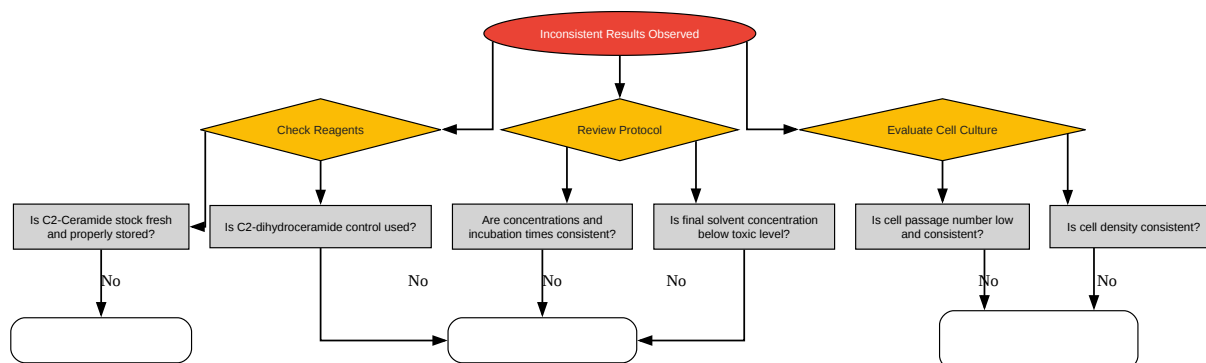 Inconsistent Results Observed
Check Reagents
Review Protocol
Evaluate Cell Culture
Is C2-Ceramide stock fresh
and properly stored?
Is C2-dihydroceramide control used?
Are concentrations and
incubation times consistent?
Is final solvent concentration
below toxic level?
Is cell passage number low
and consistent?
Is cell density consistent?
No
No
No
No
No
No